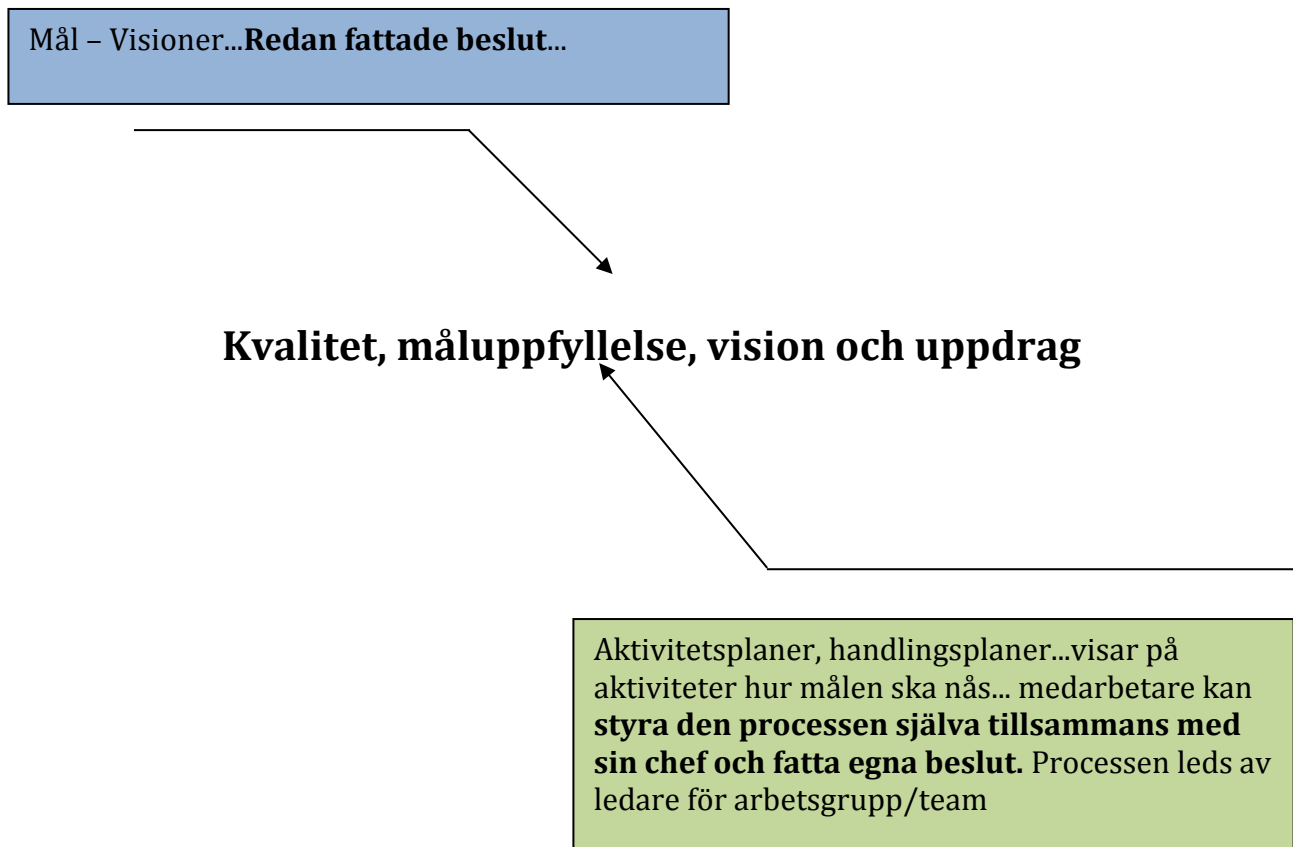 Mål – Visioner...Redan fattade beslut...
Kvalitet, måluppfyllelse, vision och uppdrag
Aktivitetsplaner, handlingsplaner...visar på
aktiviteter hur målen ska nås... medarbetare kan
styra den processen själva tillsammans med
sin chef och fatta egna beslut. Processen leds av
ledare för arbetsgrupp/team